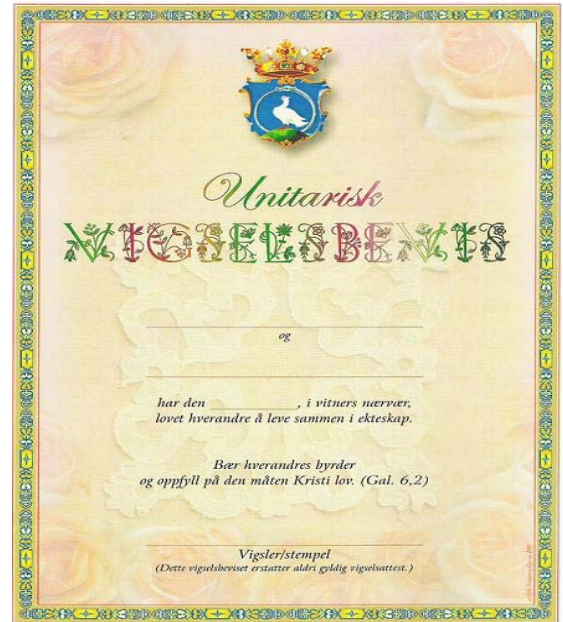 Unitarisk
VIGSELSBEVIS
og
har den __________, i vitners nærvær,
lovet hverandre å leve sammen i ekteskap.
Bær hverandres byrder
og oppfyll på den måten Kristi lov. (Gal. 6,2)
Vigsler/stempel
(Dette vigselsbeviset erstatter aldri gyldig vigselsattest.)